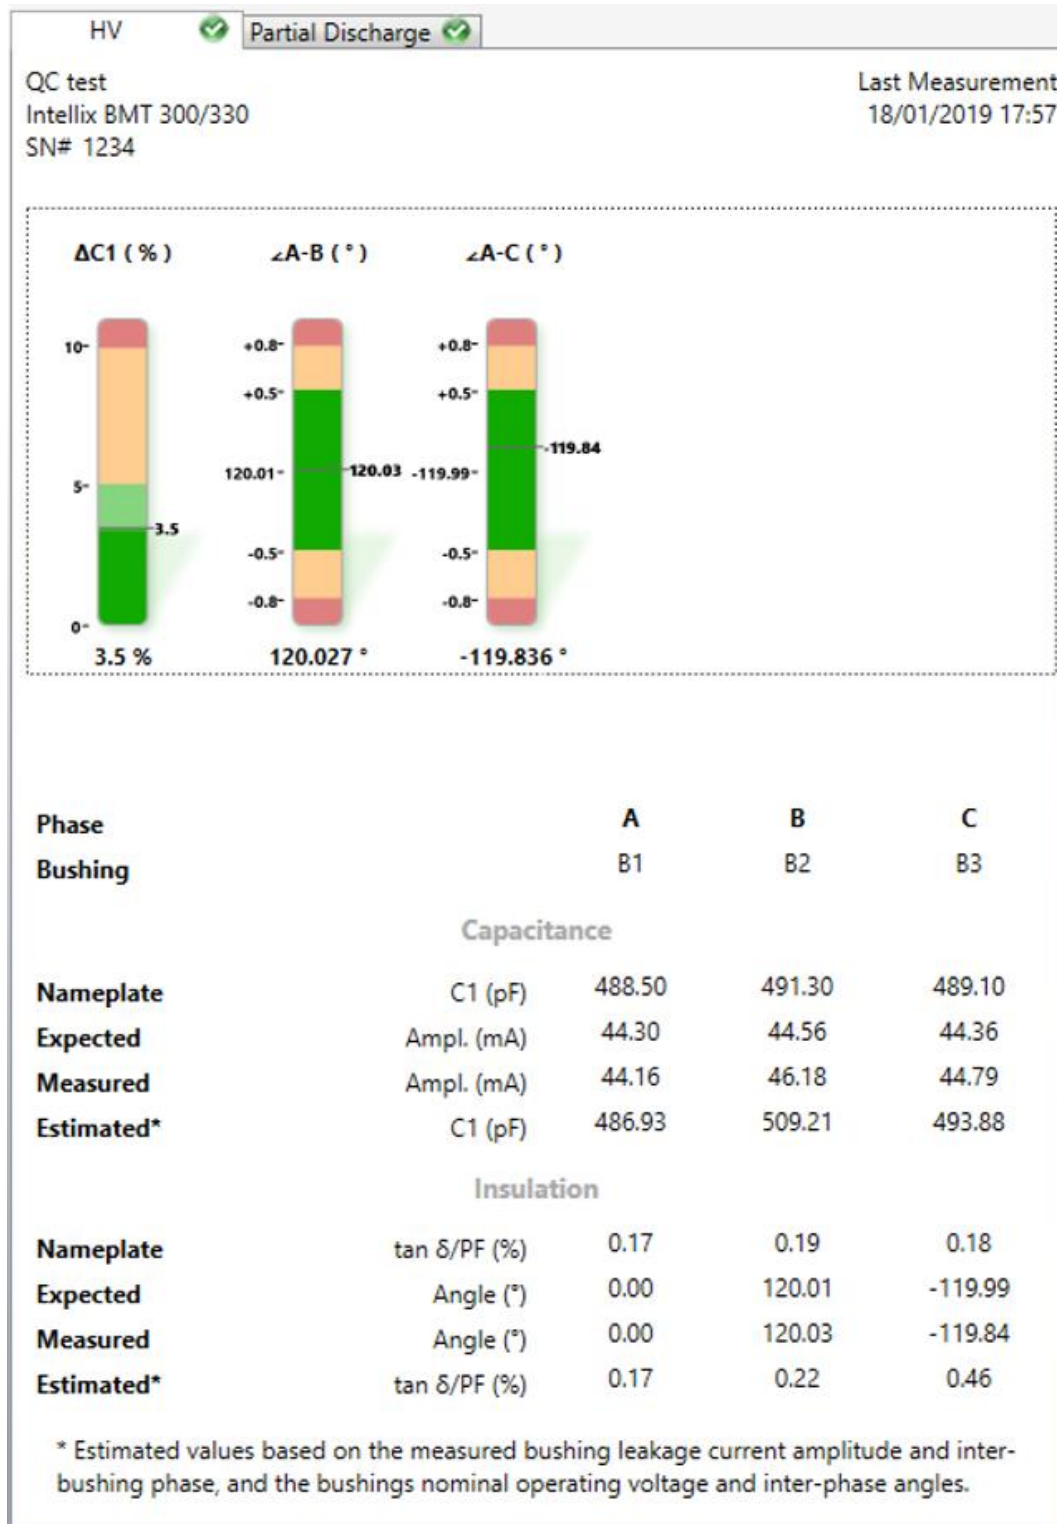 HV
Partial Discharge
QC test
Last Measurement
Intellix BMT 300/330
18/01/2019 17:57
SN# 1234
ΔC1 ( % )
∠A-B ( ° )
∠A-C ( ° )
10-
5-
0-
3.5
3.5 %
+0.8-
+0.5-
120.01-
-0.5-
-0.8-
120.03
120.027 °
+0.8-
+0.5-
-119.99-
-0.5-
-0.8-
-119.84
-119.836 °
Phase A B C
Bushing B1 B2 B3
Capacitance
Nameplate C1 (pF) 488.50 491.30 489.10
Expected Ampl. (mA) 44.30 44.56 44.36
Measured Ampl. (mA) 44.16 46.18 44.79
Estimated* C1 (pF) 486.93 509.21 493.88
Insulation
Nameplate tan δ/PF (%) 0.17 0.19 0.18
Expected Angle (°) 0.00 120.01 -119.99
Measured Angle (°) 0.00 120.03 -119.84
Estimated* tan δ/PF (%) 0.17 0.22 0.46
* Estimated values based on the measured bushing leakage current amplitude and inter-
bushing phase, and the bushings nominal operating voltage and inter-phase angles.